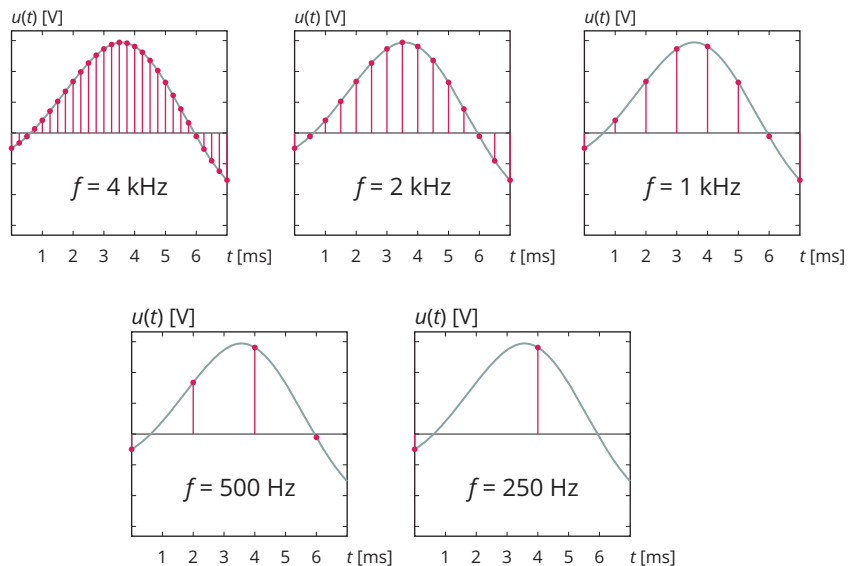 u(t) [V]
f = 4 kHz
1 2 3 4 5 6 t [ms]
u(t) [V]
f = 2 kHz
1 2 3 4 5 6 t [ms]
u(t) [V]
f = 1 kHz
1 2 3 4 5 6 t [ms]
u(t) [V]
f = 500 Hz
1 2 3 4 5 6 t [ms]
u(t) [V]
f = 250 Hz
1 2 3 4 5 6 t [ms]